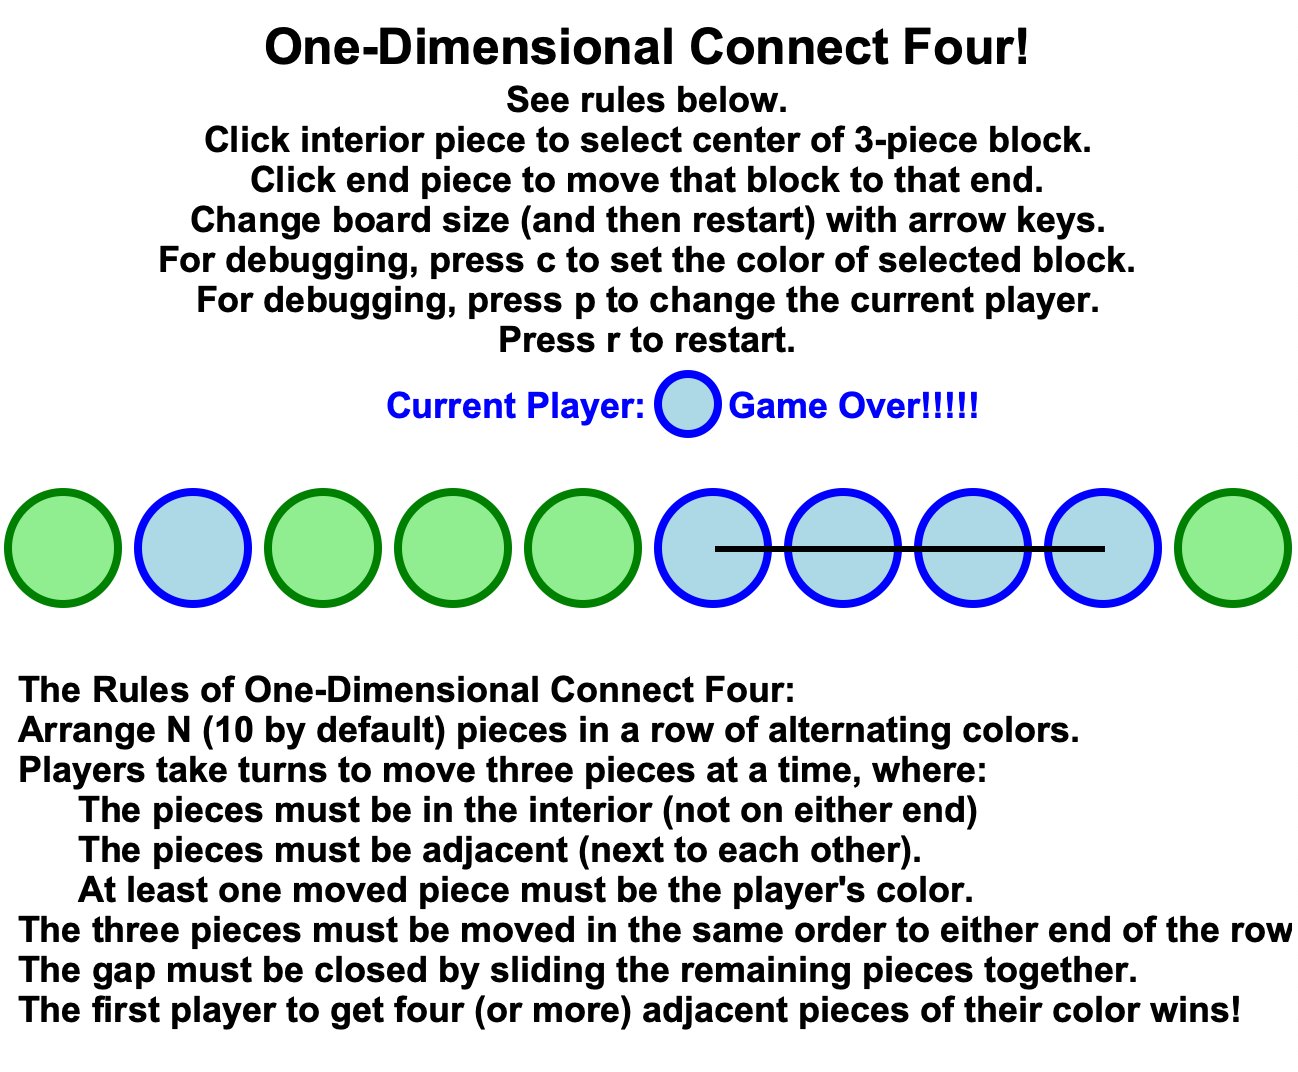 One-Dimensional Connect Four!
See rules below.
Click interior piece to select center of 3-piece block.
Click end piece to move that block to that end.
Change board size (and then restart) with arrow keys.
For debugging, press c to set the color of selected block.
For debugging, press p to change the current player.
Press r to restart.
Current Player: Game Over!!!!!
The Rules of One-Dimensional Connect Four:
Arrange N (10 by default) pieces in a row of alternating colors.
Players take turns to move three pieces at a time, where:
The pieces must be in the interior (not on either end)
The pieces must be adjacent (next to each other).
At least one moved piece must be the player's color.
The three pieces must be moved in the same order to either end of the row
The gap must be closed by sliding the remaining pieces together.
The first player to get four (or more) adjacent pieces of their color wins!